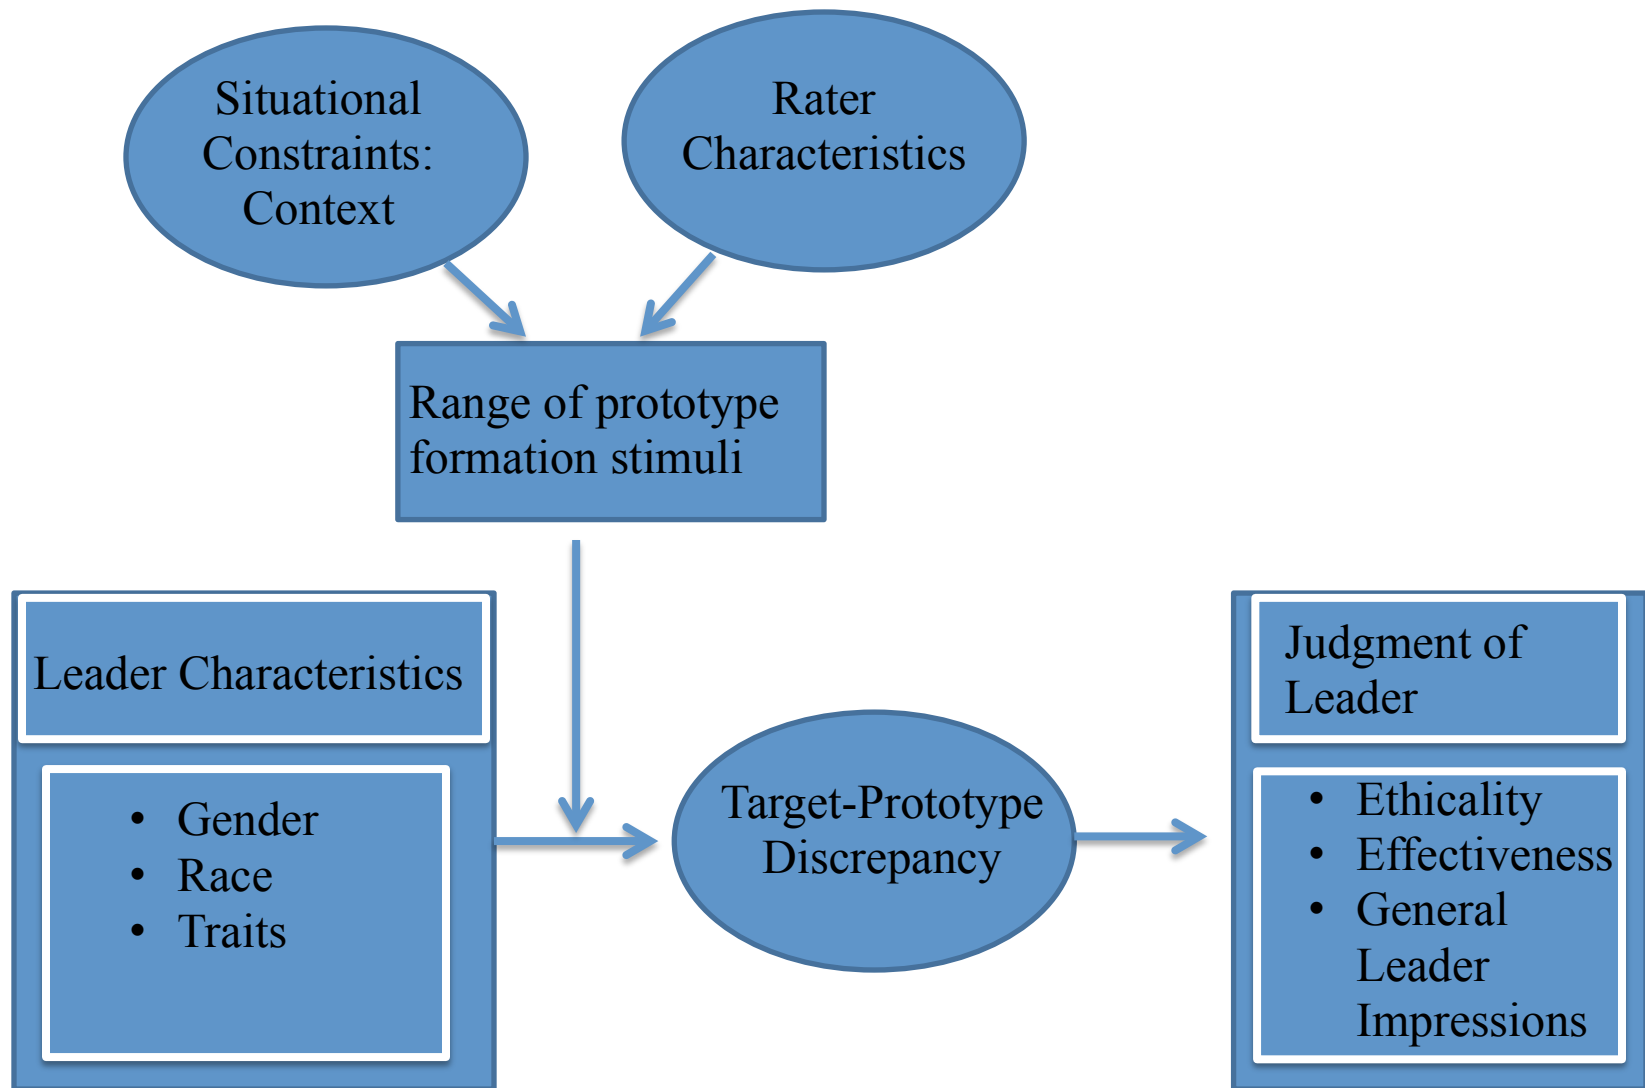 Situational
Constraints:
Context
Rater
Characteristics
Range of prototype
formation stimuli
Leader Characteristics
• Gender
• Race
• Traits
Target-Prototype
Discrepancy
Judgment of
Leader
• Ethicality
• Effectiveness
• General
Leader
Impressions